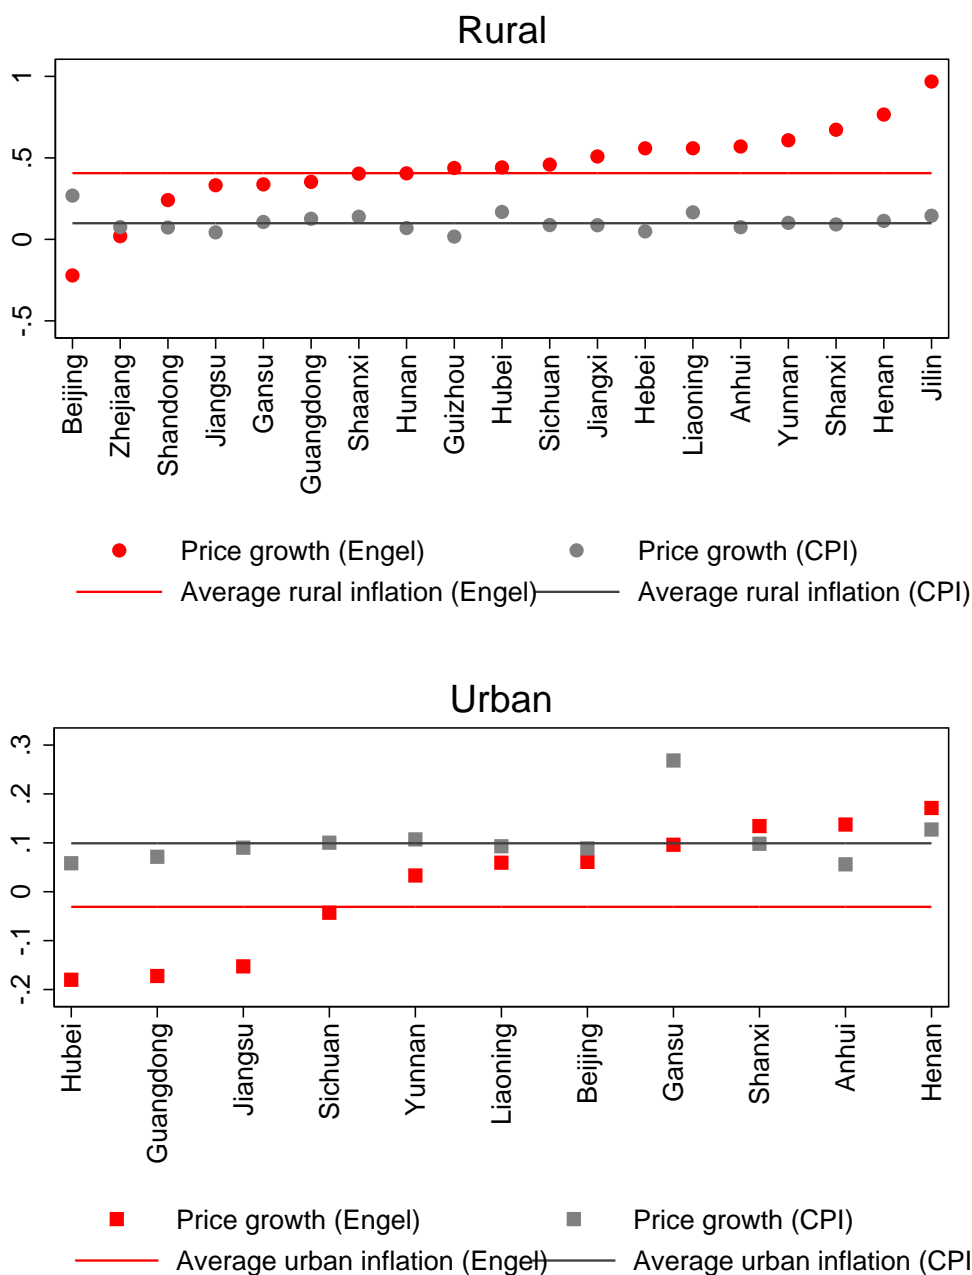 Rural
1
.5
0
-.5
Beijing
Zhejiang
Shandong
Jiangsu
Gansu
Guangdong
Shaanxi
Hunan
Guizhou
Hubei
Sichuan
Jiangxi
Hebei
Liaoning
Anhui
Yunnan
Shanxi
Henan
Jilin
Price growth (Engel) Price growth (CPI)
Average rural inflation (Engel) Average rural inflation (CPI)
Urban
.3
.2
.1
0
-.1
-.2
Hubei
Guangdong
Jiangsu
Sichuan
Yunnan
Liaoning
Beijing
Gansu
Shanxi
Anhui
Henan
Price growth (Engel) Price growth (CPI)
Average urban inflation (Engel) Average urban inflation (CPI